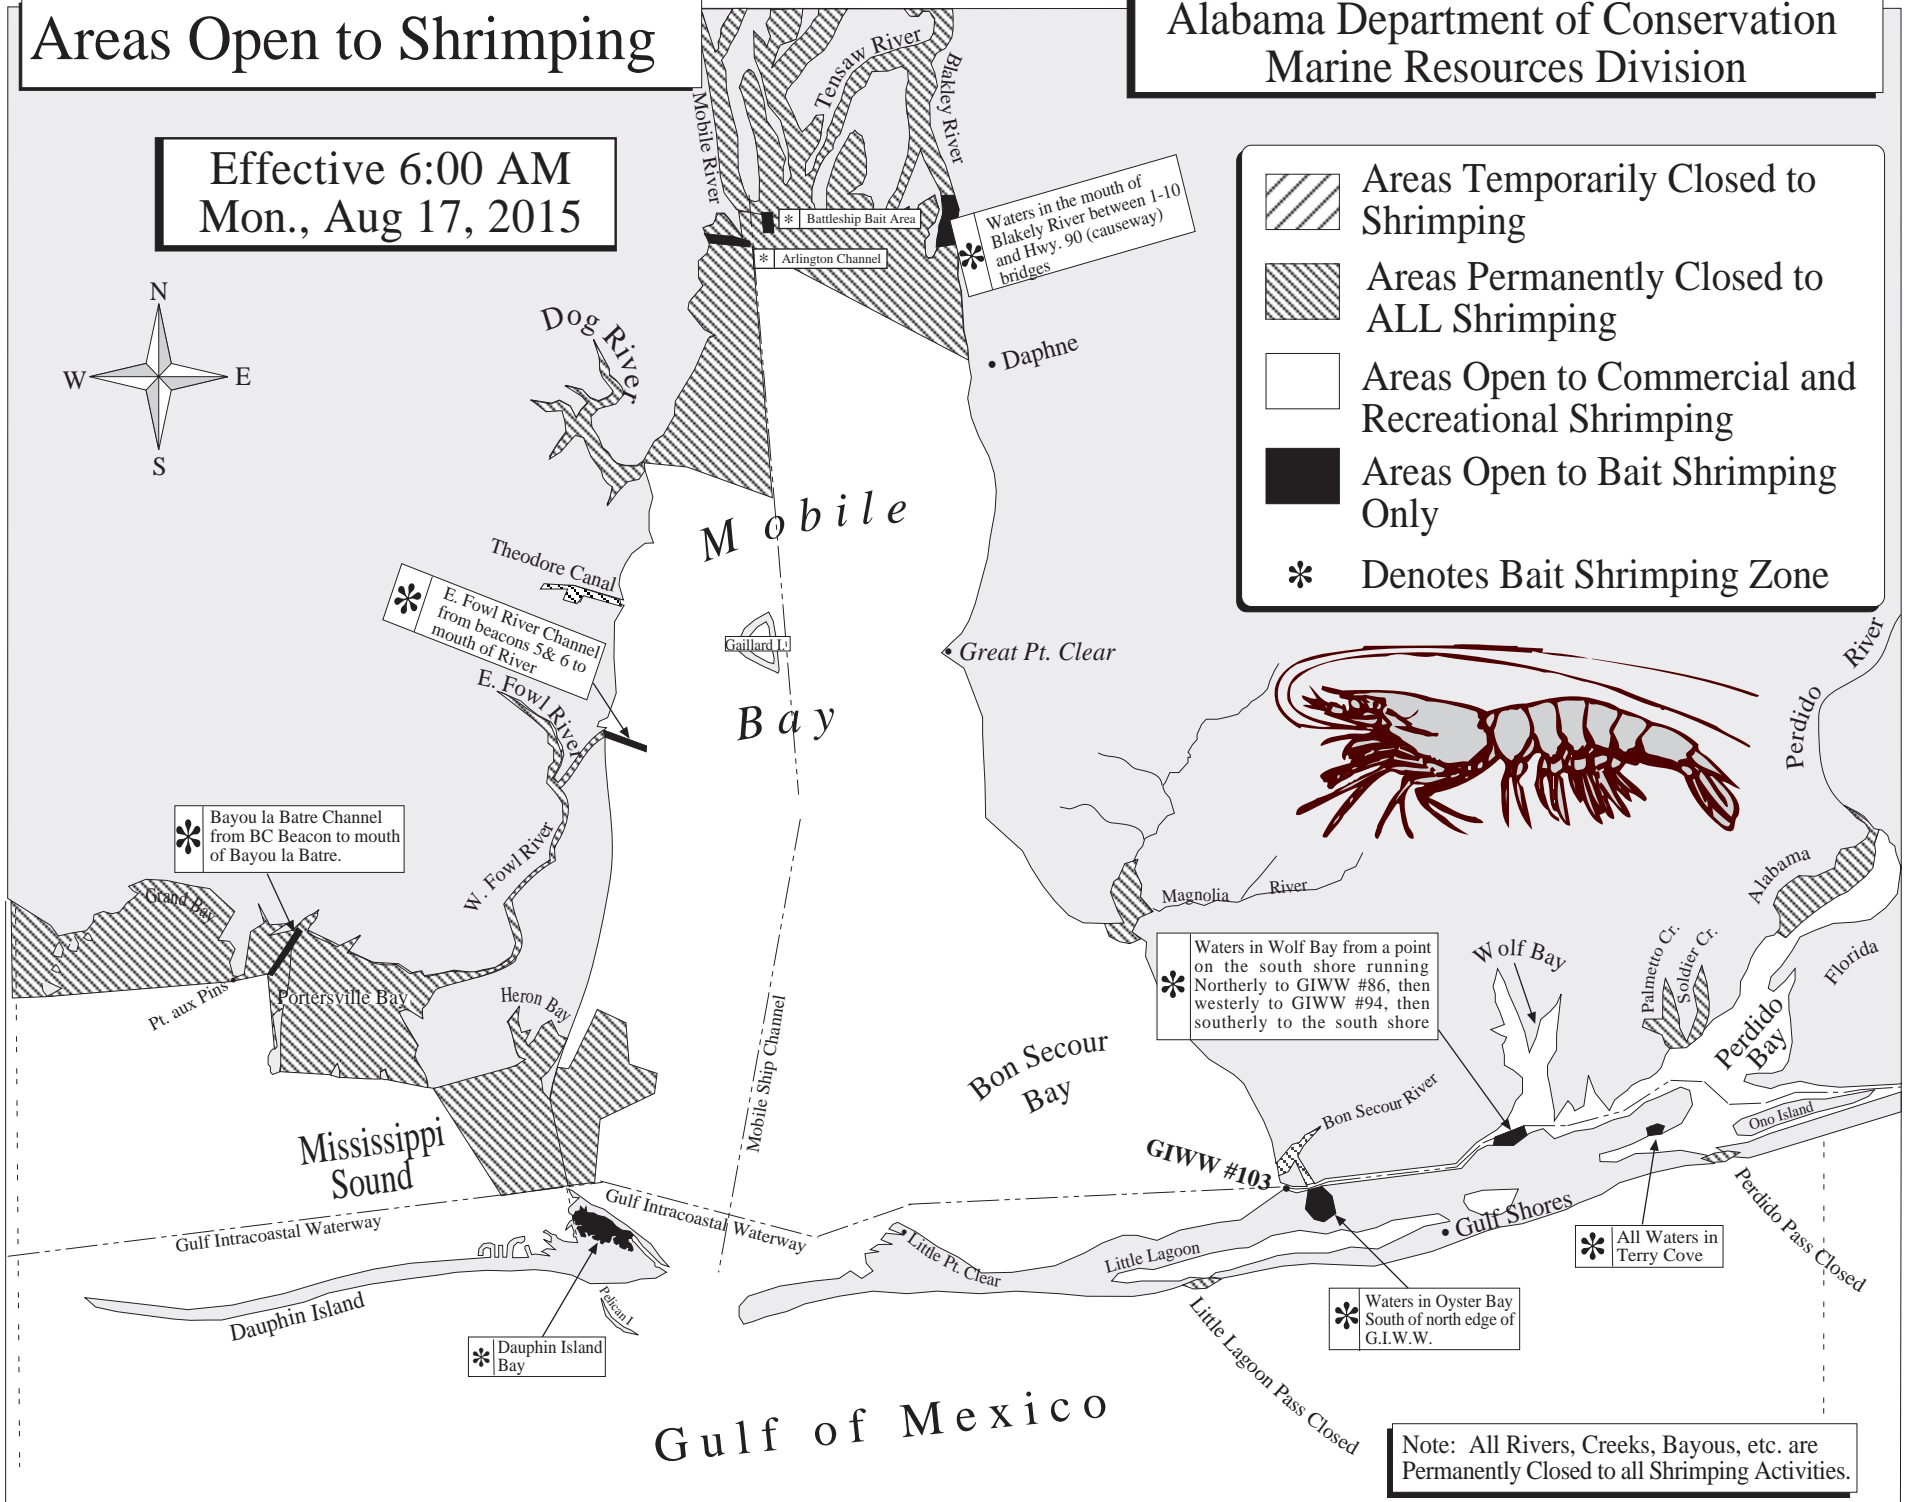 Areas Open to Shrimping
Alabama Department of Conservation
Marine Resources Division
Effective 6:00 AM
Mon., Aug 17, 2015
Areas Temporarily Closed to
Shrimping
Areas Permanently Closed to
ALL Shrimping
Areas Open to Commercial and
Recreational Shrimping
Areas Open to Bait Shrimping
Only
* Denotes Bait Shrimping Zone
N
W
E
S
Mobile River
Tensaw River
Blakley River
* Battleship Bait Area
* Arlington Channel
* Waters in the mouth of
Blakely River between 1-10
and Hwy. 90 (causeway)
bridges
Dog River
Daphne
Mobile
Bay
Theodore Canal
* E. Fowl River Channel
from beacons 5& 6 to
mouth of River
E. Fowl River
Gaillard I.
Great Pt. Clear
Perdido River
* Bayou la Batre Channel
from BC Beacon to mouth
of Bayou la Batre.
W. Fowl River
Grand Bay
Pt. aux Pins
Portersville Bay
Heron Bay
Magnolia River
Alabama
Florida
* Waters in Wolf Bay from a point
on the south shore running
Northerly to GIWW #86, then
westerly to GIWW #94, then
southerly to the south shore
Wolf Bay
Palmetto Cr.
Soldier Cr.
Perdido
Bay
Mobile Ship Channel
Bon Secour
Bay
Bon Secour River
Mississippi
Sound
GIWW #103
Ono Island
Gulf Intracoastal Waterway
Gulf Intracoastal Waterway
Little Pt. Clear
Little Lagoon
Gulf Shores
Perdido Pass Closed
* All Waters in
Terry Cove
Dauphin Island
Pelican I
* Dauphin Island
Bay
Little Lagoon Pass Closed
* Waters in Oyster Bay
South of north edge of
G.I.W.W.
Gulf of Mexico
Note: All Rivers, Creeks, Bayous, etc. are
Permanently Closed to all Shrimping Activities.